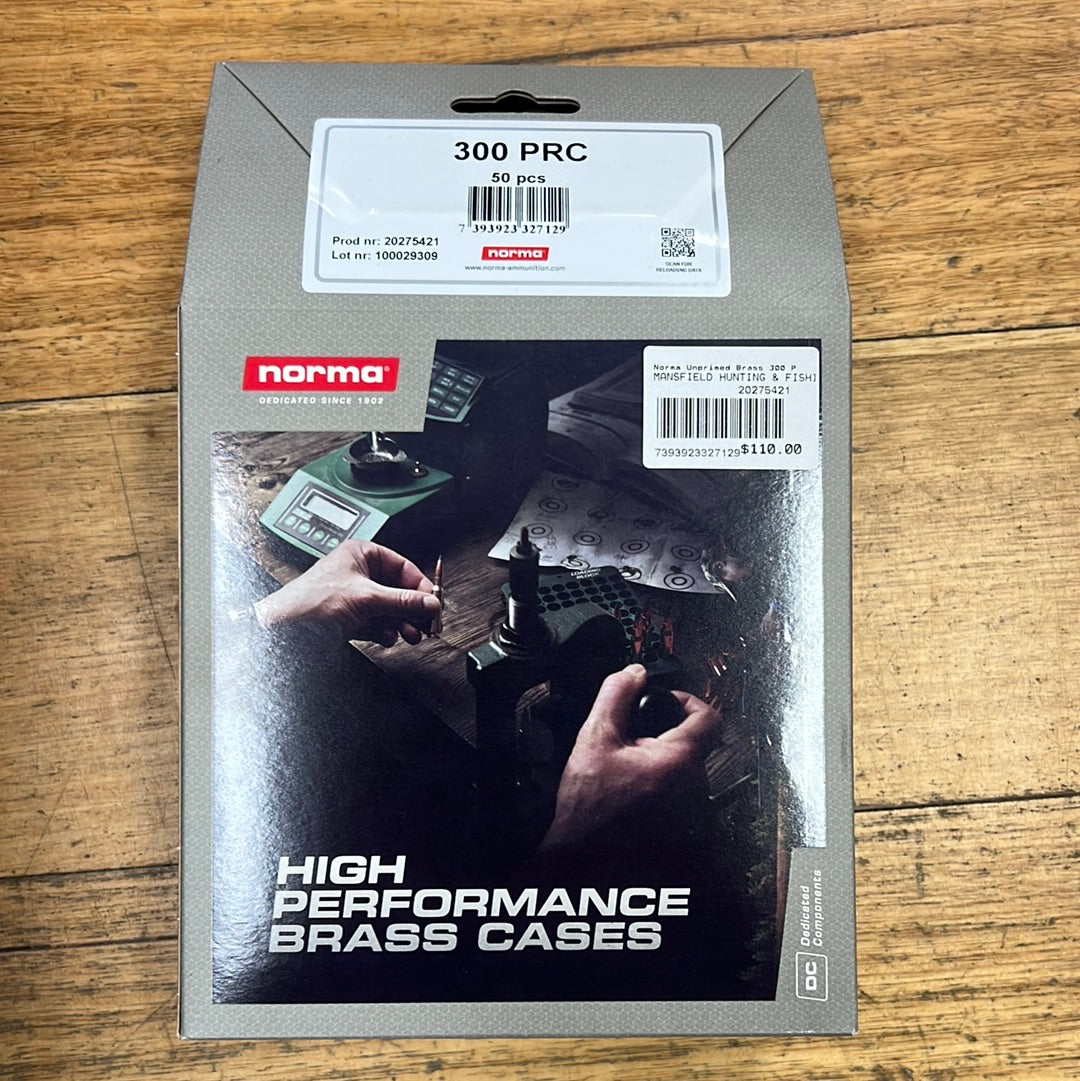 300 PRC
50 pcs
7 393923 327129
Prod nr: 20275421
Lot nr: 100029309
norma
www.norma-ammunition.com
SCAN FOR
RELOADING DATA
norma
DEDICATED SINCE 1902
Norma Unprimed Brass 300 P
MANSFIELD HUNTING & FISHI
20275421
7393923327129 $110.00
LOADING
BLOCK
HIGH
PERFORMANCE
BRASS CASES
DC
Dedicated
Components